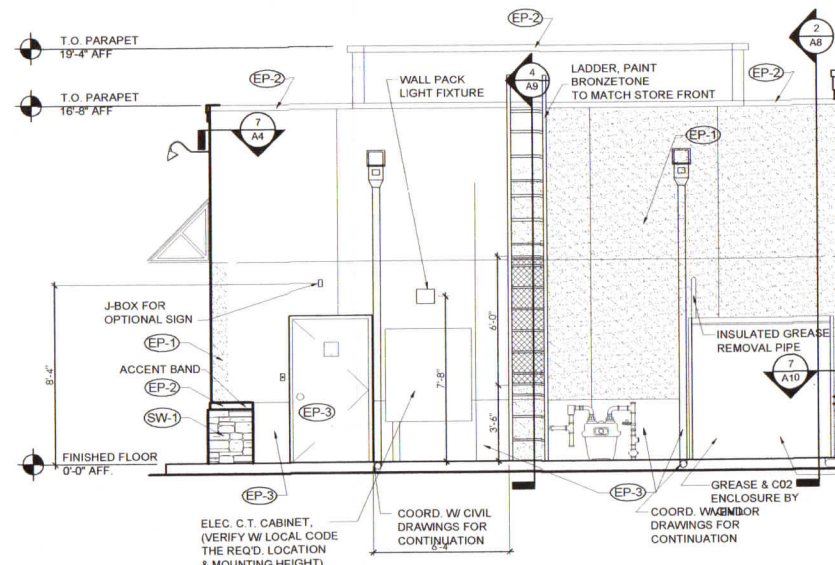 EP-2
2
A8
T.O. PARAPET
19'-4" AFF
EP-2
WALL PACK
LIGHT FIXTURE
4
A9
LADDER, PAINT
BRONZETONE
TO MATCH STORE FRONT
EP-2
T.O. PARAPET
16'-8" AFF
7
A4
EP-1
J-BOX FOR
OPTIONAL SIGN
EP-1
ACCENT BAND
EP-2
SW-1
8'-4"
EP-3
7'-8"
6'-0"
3'-6"
INSULATED GREASE
REMOVAL PIPE
7
A10
FINISHED FLOOR
0'-0" AFF.
EP-3
ELEC. C.T. CABINET,
(VERIFY W/ LOCAL CODE
THE REQ'D. LOCATION
& MOUNTING HEIGHT)
COORD. W/ CIVIL
DRAWINGS FOR
CONTINUATION
6'-4"
EP-3
COORD. W/ CIVIL
DRAWINGS FOR
CONTINUATION
GREASE & C02
ENCLOSURE BY
VENDOR